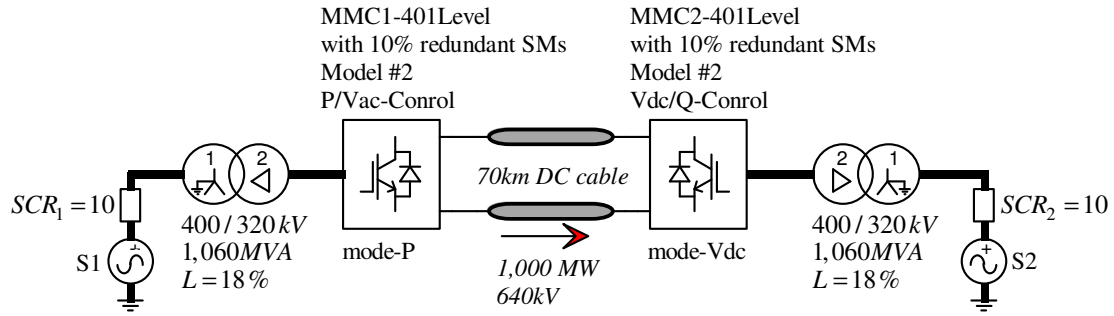 MMC1-401Level
with 10% redundant SMs
Model #2
P/Vac-Conrol
MMC2-401Level
with 10% redundant SMs
Model #2
Vdc/Q-Conrol
1 2
2 1
70km DC cable
SCR1 = 10
400 / 320 kV
1,060MVA
L = 18%
S1
mode-P
1,000 MW
640kV
mode-Vdc
400 / 320 kV
1,060MVA
L = 18%
SCR2 = 10
S2